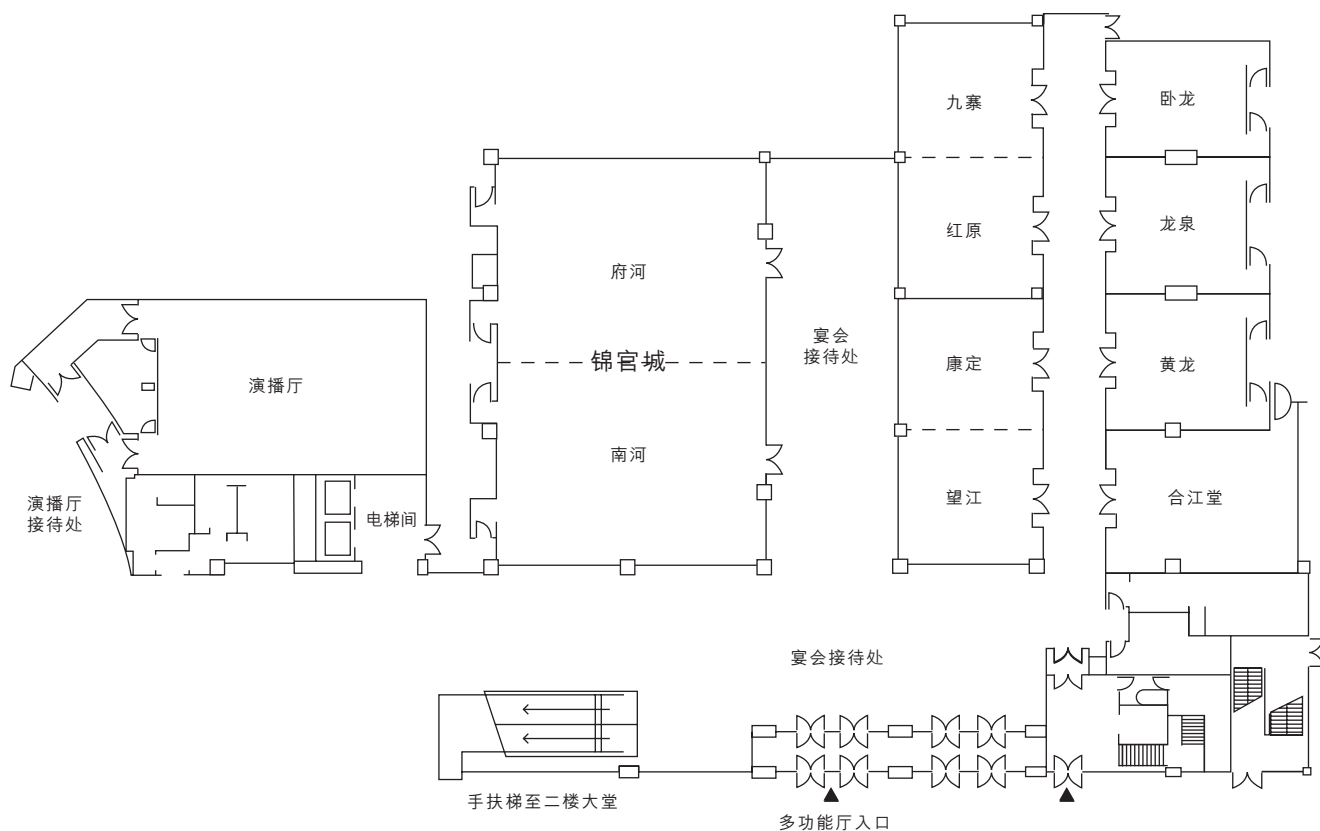 九寨
卧龙
红原
龙泉
府河
宴会
接待处
锦官城
康定
黄龙
演播厅
南河
望江
合江堂
演播厅
接待处
电梯间
宴会接待处
手扶梯至二楼大堂
多功能厅入口